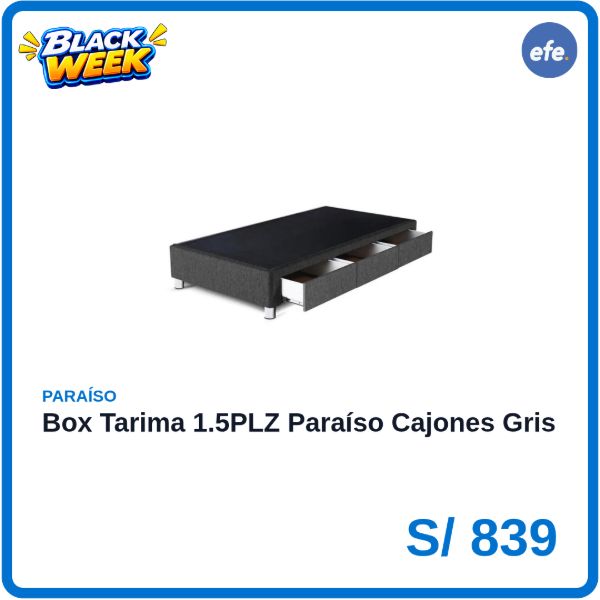 BLACK
WEEK
efe.
PARAÍSO
Box Tarima 1.5PLZ Paraíso Cajones Gris
S/ 839